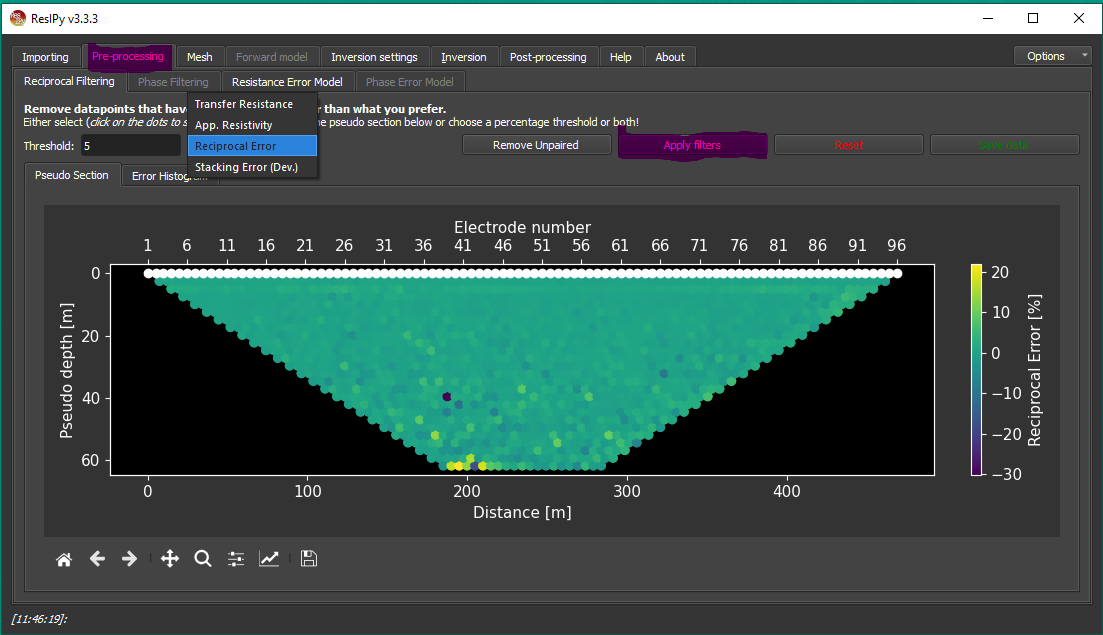 ResIPy v3.3.3
Importing Pre-processing Mesh Forward model Inversion settings Inversion Post-processing Help About Options
Reciprocal Filtering Phase Filtering Resistance Error Model Phase Error Model
Remove datapoints that have than what you prefer.
Either select (click on the dots to s the pseudo section below or choose a percentage threshold or both!
Transfer Resistance
App. Resistivity
Reciprocal Error
Stacking Error (Dev.)
Threshold: 5 Remove Unpaired Apply filters Reset Save data
Pseudo Section Error Histogram
Electrode number
1 6 11 16 21 26 31 36 41 46 51 56 61 66 71 76 81 86 91 96
Pseudo depth [m]
0
20
40
60
0 100 200 300 400
Distance [m]
20
10
0
−10
−20
−30
Reciprocal Error [%]
[11:46:19]: